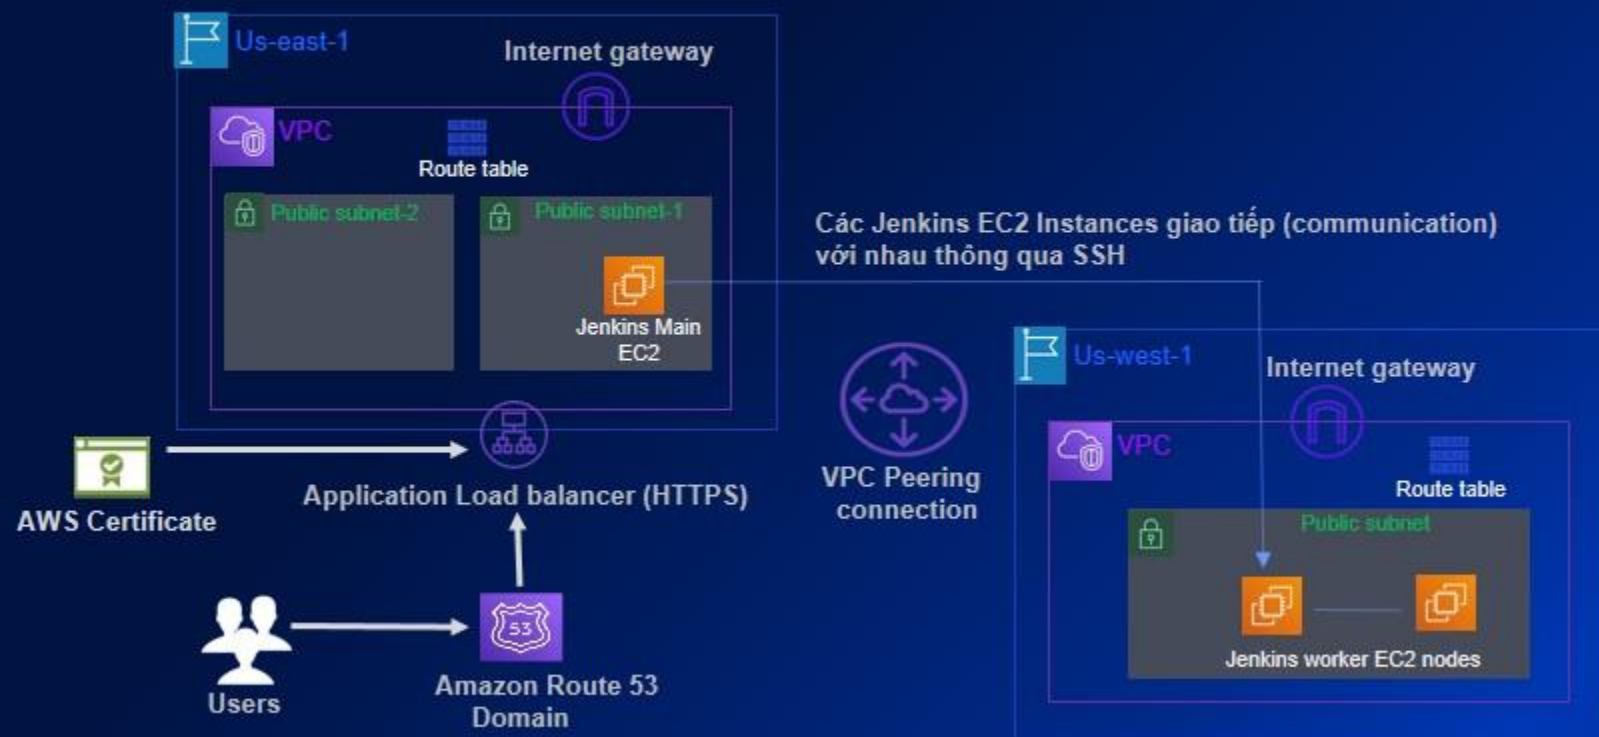 Us-east-1
Internet gateway
VPC
Route table
Public subnet-2
Public subnet-1
Jenkins Main
EC2
Các Jenkins EC2 Instances giao tiếp (communication)
với nhau thông qua SSH
Us-west-1
Internet gateway
VPC
Route table
Public subnet
Jenkins worker EC2 nodes
VPC Peering
connection
AWS Certificate
Application Load balancer (HTTPS)
Users
53
Amazon Route 53
Domain